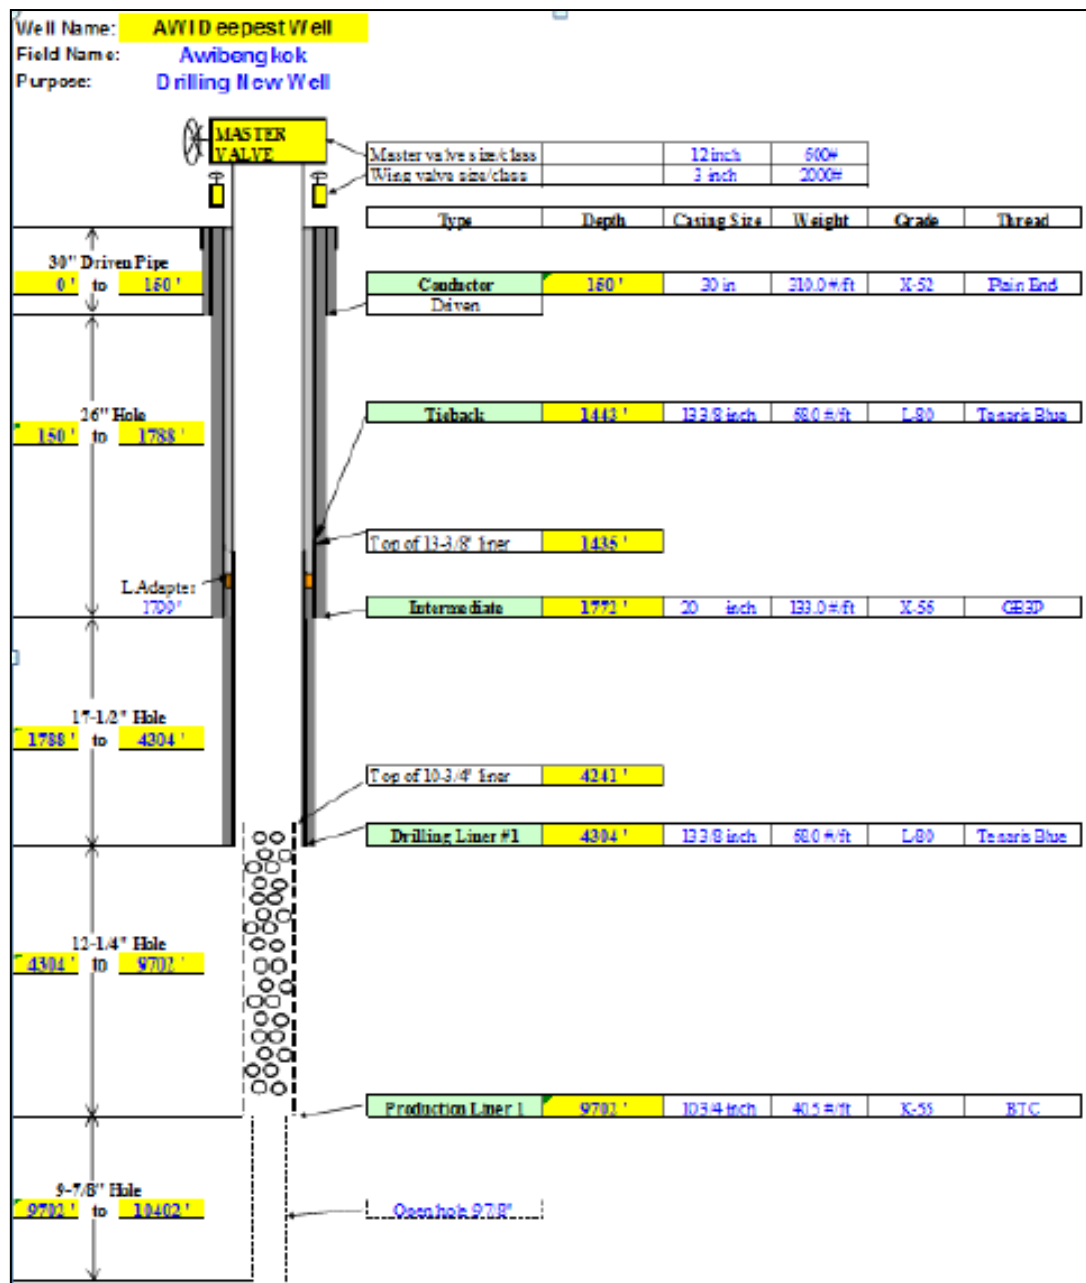 Well Name: AWI Deepest Well
Field Name: Awibengkok
Purpose: Drilling New Well
MASTER
VALVE
Master valve size/class 12 inch 600#
Wing valve size/class 3 inch 2000#
Type Depth Casing Size Weight Grade Thread
30" Driven Pipe
0' to 150'
Conductor 150' 30 in 310.0 #/ft X-52 Plain End
Driven
26" Hole
150' to 1788'
Tieback 1443' 13 3/8 inch 68.0 #/ft L-80 Tenaris Blue
Top of 13-3/8" liner 1435'
L.Adapter
1700'
Intermediate 1772' 20 inch 133.0 #/ft X-56
17-1/2" Hole
1788' to 4304'
Top of 10-3/4" liner 4241'
Drilling Liner #1 4304' 13 3/8 inch 68.0 #/ft L-80 Tenaris Blue
12-1/4" Hole
4304' to 9702'
Production Liner 1 9702' 10 3/4 inch 40.5 #/ft K-55 BTC
9-7/8" Hole
9702' to 10402'
Open hole 9 7/8"